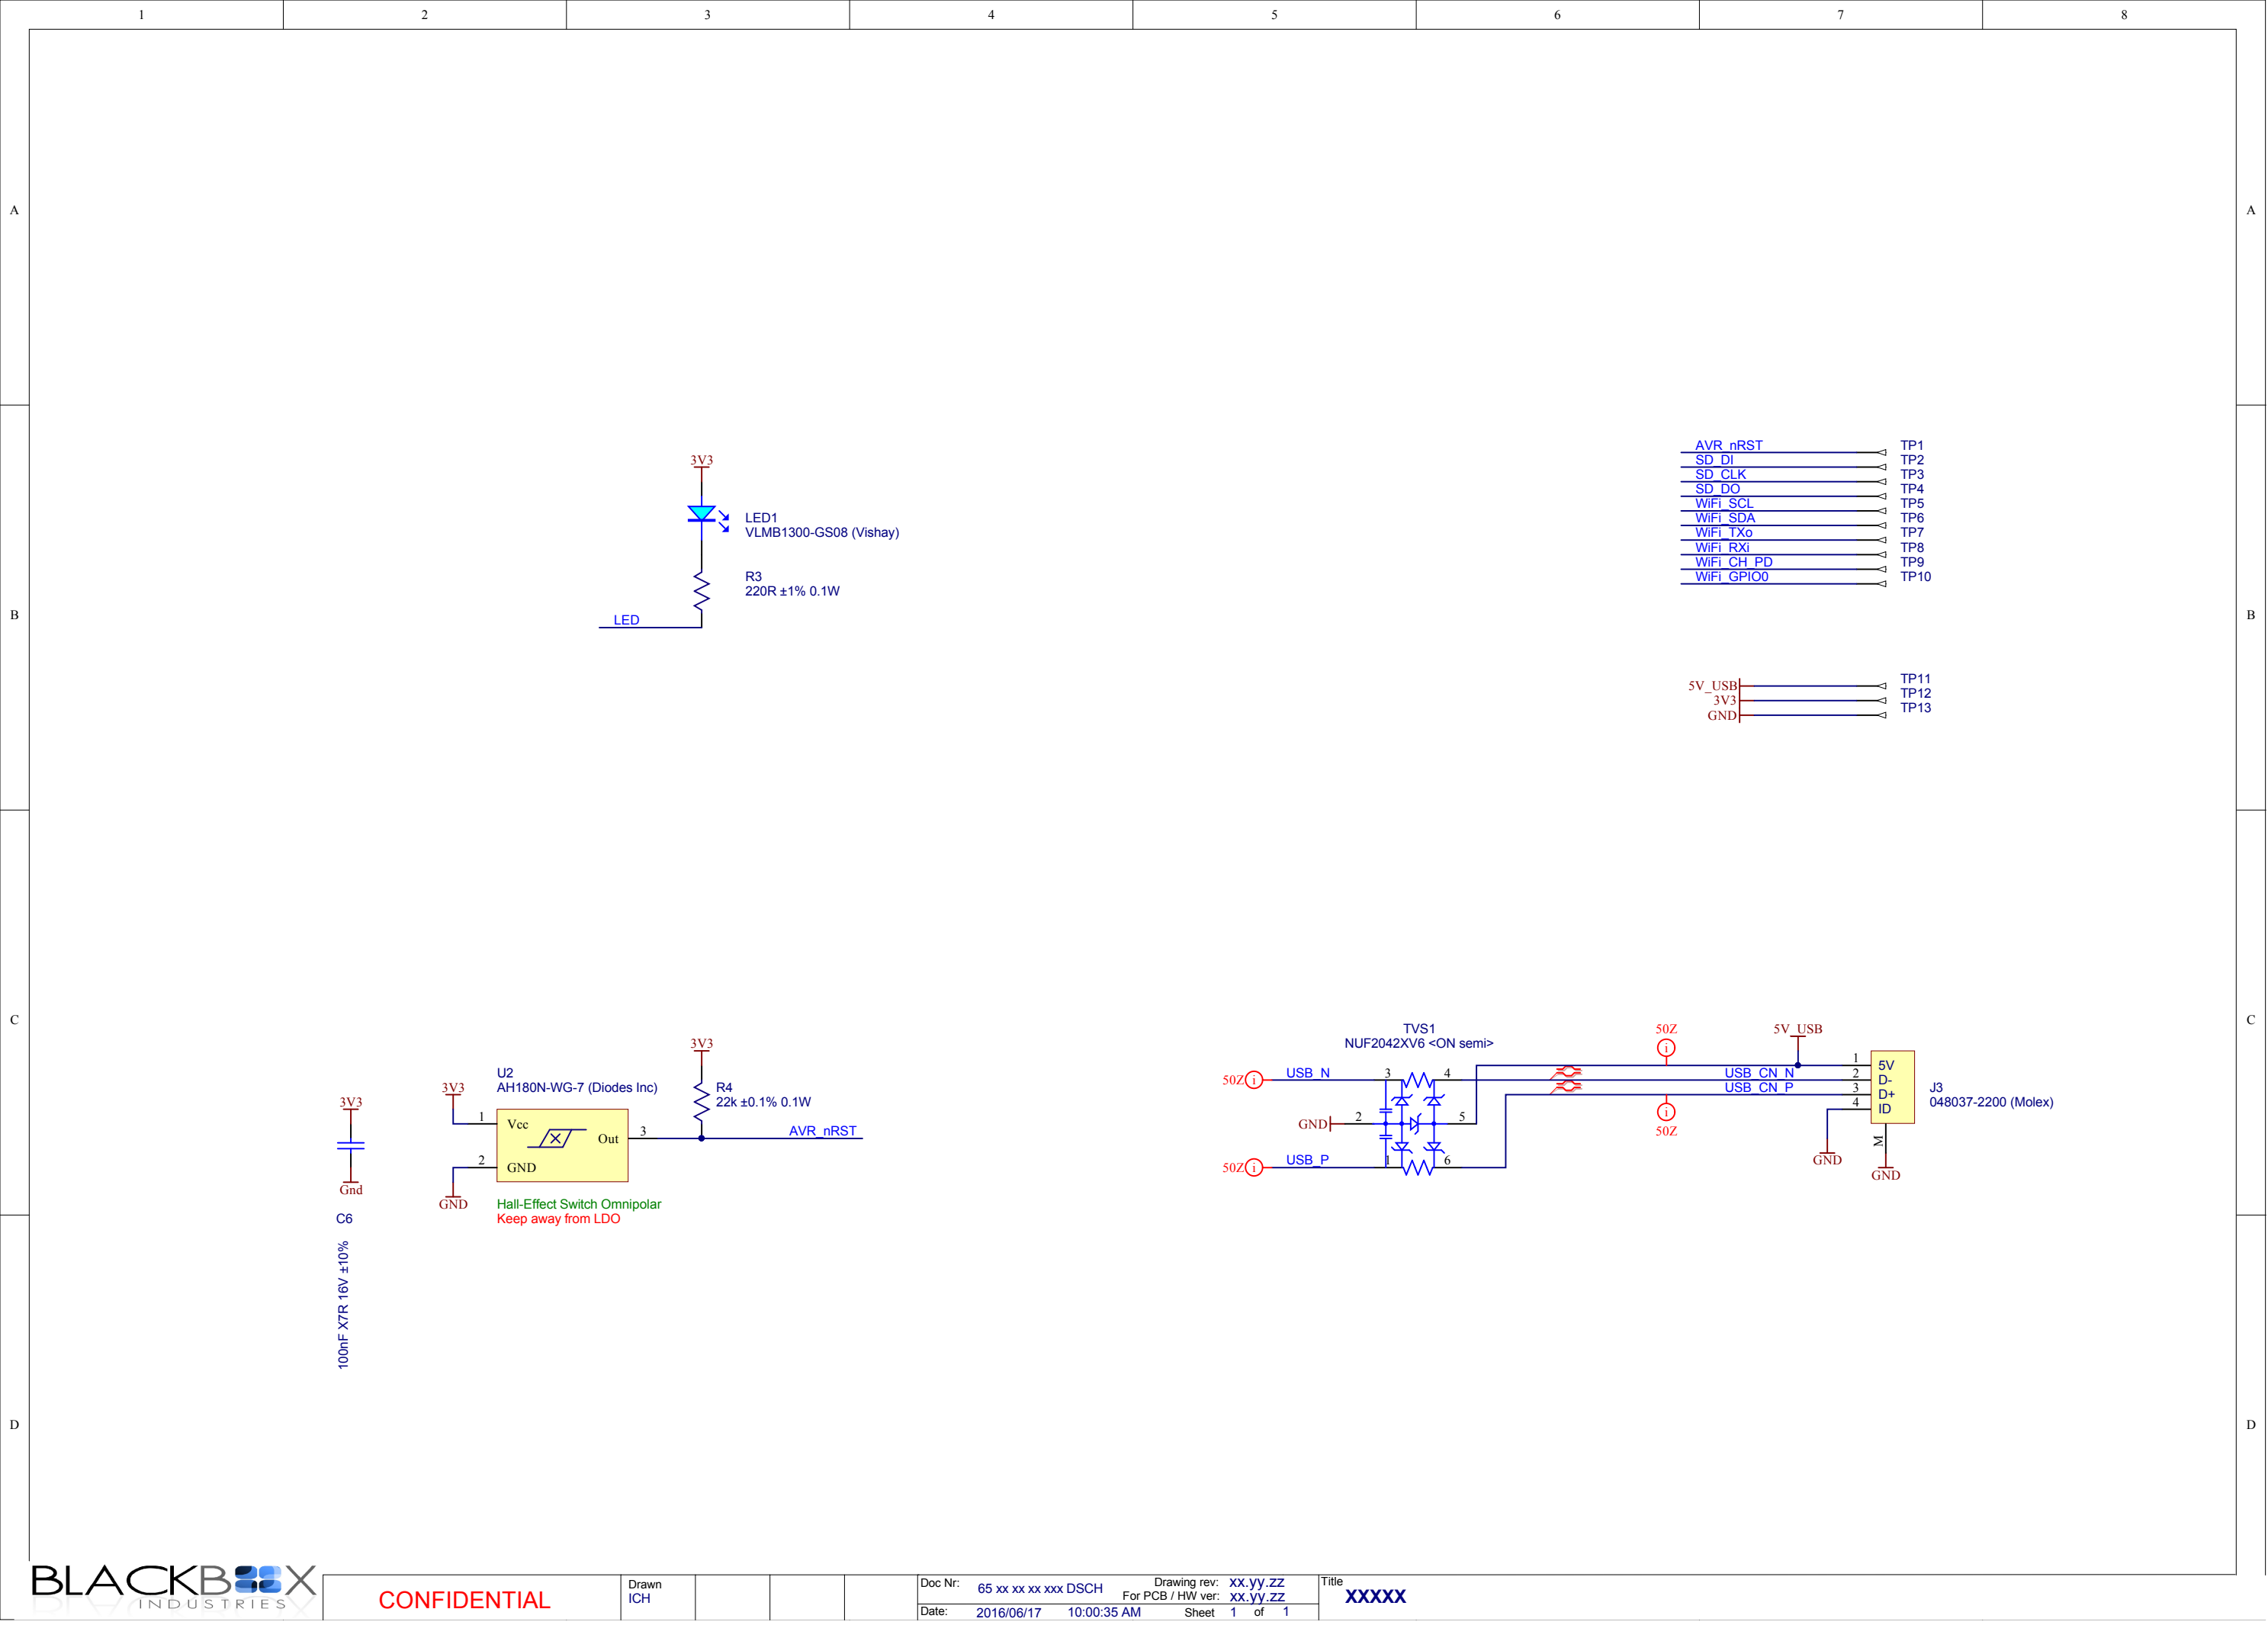 1 2 3 4 5 6 7 8
A A
3V3
LED1
VLMB1300-GS08 (Vishay)
R3
220R ±1% 0.1W
LED
B B
AVR_nRST TP1
SD_DI TP2
SD_CLK TP3
SD_DO TP4
WiFi_SCL TP5
WiFi_SDA TP6
WiFi_TXo TP7
WiFi_RXi TP8
WiFi_CH_PD TP9
WiFi_GPIO0 TP10
5V_USB TP11
3V3 TP12
GND TP13
C C
3V3
Gnd
C6
100nF X7R 16V ±10%
U2
AH180N-WG-7 (Diodes Inc)
3V3
1 Vcc
Out 3
2 GND
GND
Hall-Effect Switch Omnipolar
Keep away from LDO
3V3
R4
22k ±0.1% 0.1W
AVR_nRST
TVS1
NUF2042XV6 <ON semi>
50Z i USB_N 3 4
GND 2 5
50Z i USB_P 1 6
50Z
i
i
50Z
5V_USB
1 5V
USB_CN_N 2 D-
USB_CN_P 3 D+
4 ID
J3
048037-2200 (Molex)
M
GND
GND
D D
BLACKBOX
INDUSTRIES
CONFIDENTIAL
Drawn
ICH
Doc Nr: 65 xx xx xx xxx DSCH
Drawing rev: xx.yy.zz
For PCB / HW ver: xx.yy.zz
Date: 2016/06/17 10:00:35 AM
Sheet 1 of 1
Title
XXXXX